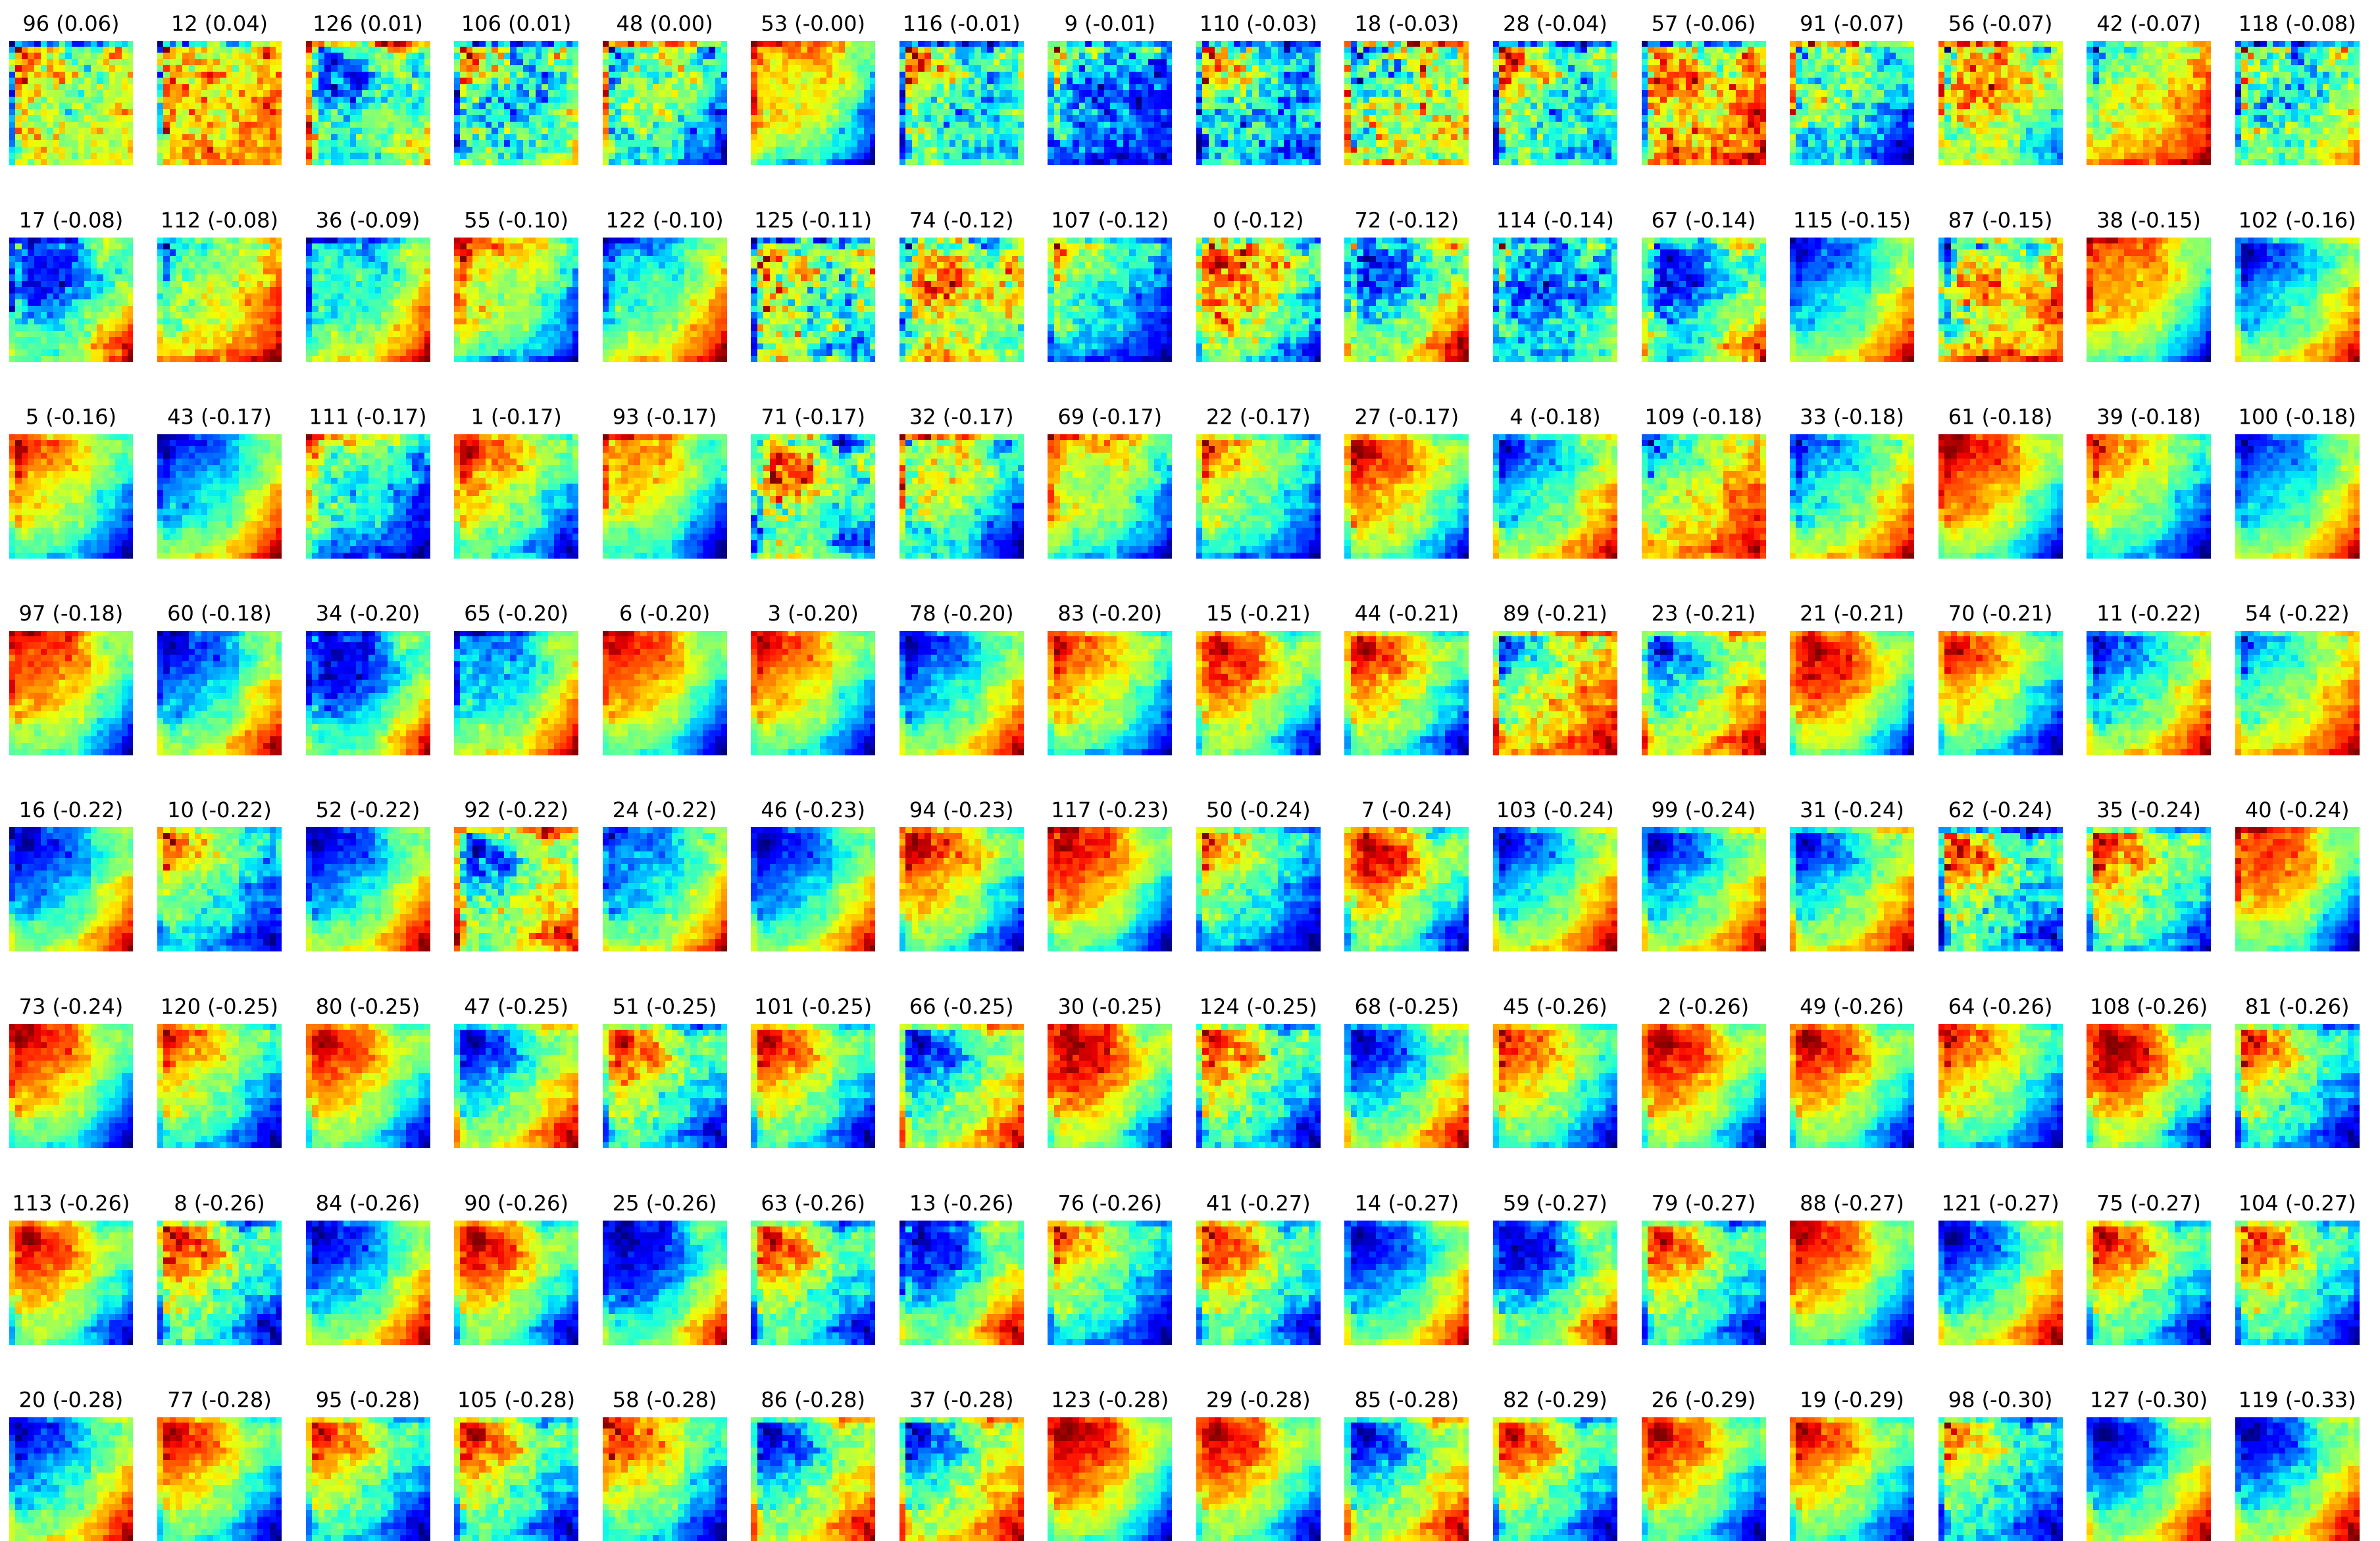 96 (0.06) 12 (0.04) 126 (0.01) 106 (0.01) 48 (0.00) 53 (-0.00) 116 (-0.01) 9 (-0.01) 110 (-0.03) 18 (-0.03) 28 (-0.04) 57 (-0.06) 91 (-0.07) 56 (-0.07) 42 (-0.07) 118 (-0.08)
17 (-0.08) 112 (-0.08) 36 (-0.09) 55 (-0.10) 122 (-0.10) 125 (-0.11) 74 (-0.12) 107 (-0.12) 0 (-0.12) 72 (-0.12) 114 (-0.14) 67 (-0.14) 115 (-0.15) 87 (-0.15) 38 (-0.15) 102 (-0.16)
5 (-0.16) 43 (-0.17) 111 (-0.17) 1 (-0.17) 93 (-0.17) 71 (-0.17) 32 (-0.17) 69 (-0.17) 22 (-0.17) 27 (-0.17) 4 (-0.18) 109 (-0.18) 33 (-0.18) 61 (-0.18) 39 (-0.18) 100 (-0.18)
97 (-0.18) 60 (-0.18) 34 (-0.20) 65 (-0.20) 6 (-0.20) 3 (-0.20) 78 (-0.20) 83 (-0.20) 15 (-0.21) 44 (-0.21) 89 (-0.21) 23 (-0.21) 21 (-0.21) 70 (-0.21) 11 (-0.22) 54 (-0.22)
16 (-0.22) 10 (-0.22) 52 (-0.22) 92 (-0.22) 24 (-0.22) 46 (-0.23) 94 (-0.23) 117 (-0.23) 50 (-0.24) 7 (-0.24) 103 (-0.24) 99 (-0.24) 31 (-0.24) 62 (-0.24) 35 (-0.24) 40 (-0.24)
73 (-0.24) 120 (-0.25) 80 (-0.25) 47 (-0.25) 51 (-0.25) 101 (-0.25) 66 (-0.25) 30 (-0.25) 124 (-0.25) 68 (-0.25) 45 (-0.26) 2 (-0.26) 49 (-0.26) 64 (-0.26) 108 (-0.26) 81 (-0.26)
113 (-0.26) 8 (-0.26) 84 (-0.26) 90 (-0.26) 25 (-0.26) 63 (-0.26) 13 (-0.26) 76 (-0.26) 41 (-0.27) 14 (-0.27) 59 (-0.27) 79 (-0.27) 88 (-0.27) 121 (-0.27) 75 (-0.27) 104 (-0.27)
20 (-0.28) 77 (-0.28) 95 (-0.28) 105 (-0.28) 58 (-0.28) 86 (-0.28) 37 (-0.28) 123 (-0.28) 29 (-0.28) 85 (-0.28) 82 (-0.29) 26 (-0.29) 19 (-0.29) 98 (-0.30) 127 (-0.30) 119 (-0.33)